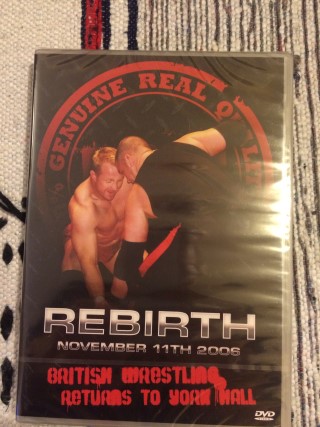 GENUINE REAL
REBIRTH
NOVEMBER 11TH 2006
BRITISH WRESTLING
RETURNS TO YORK HALL
DVD